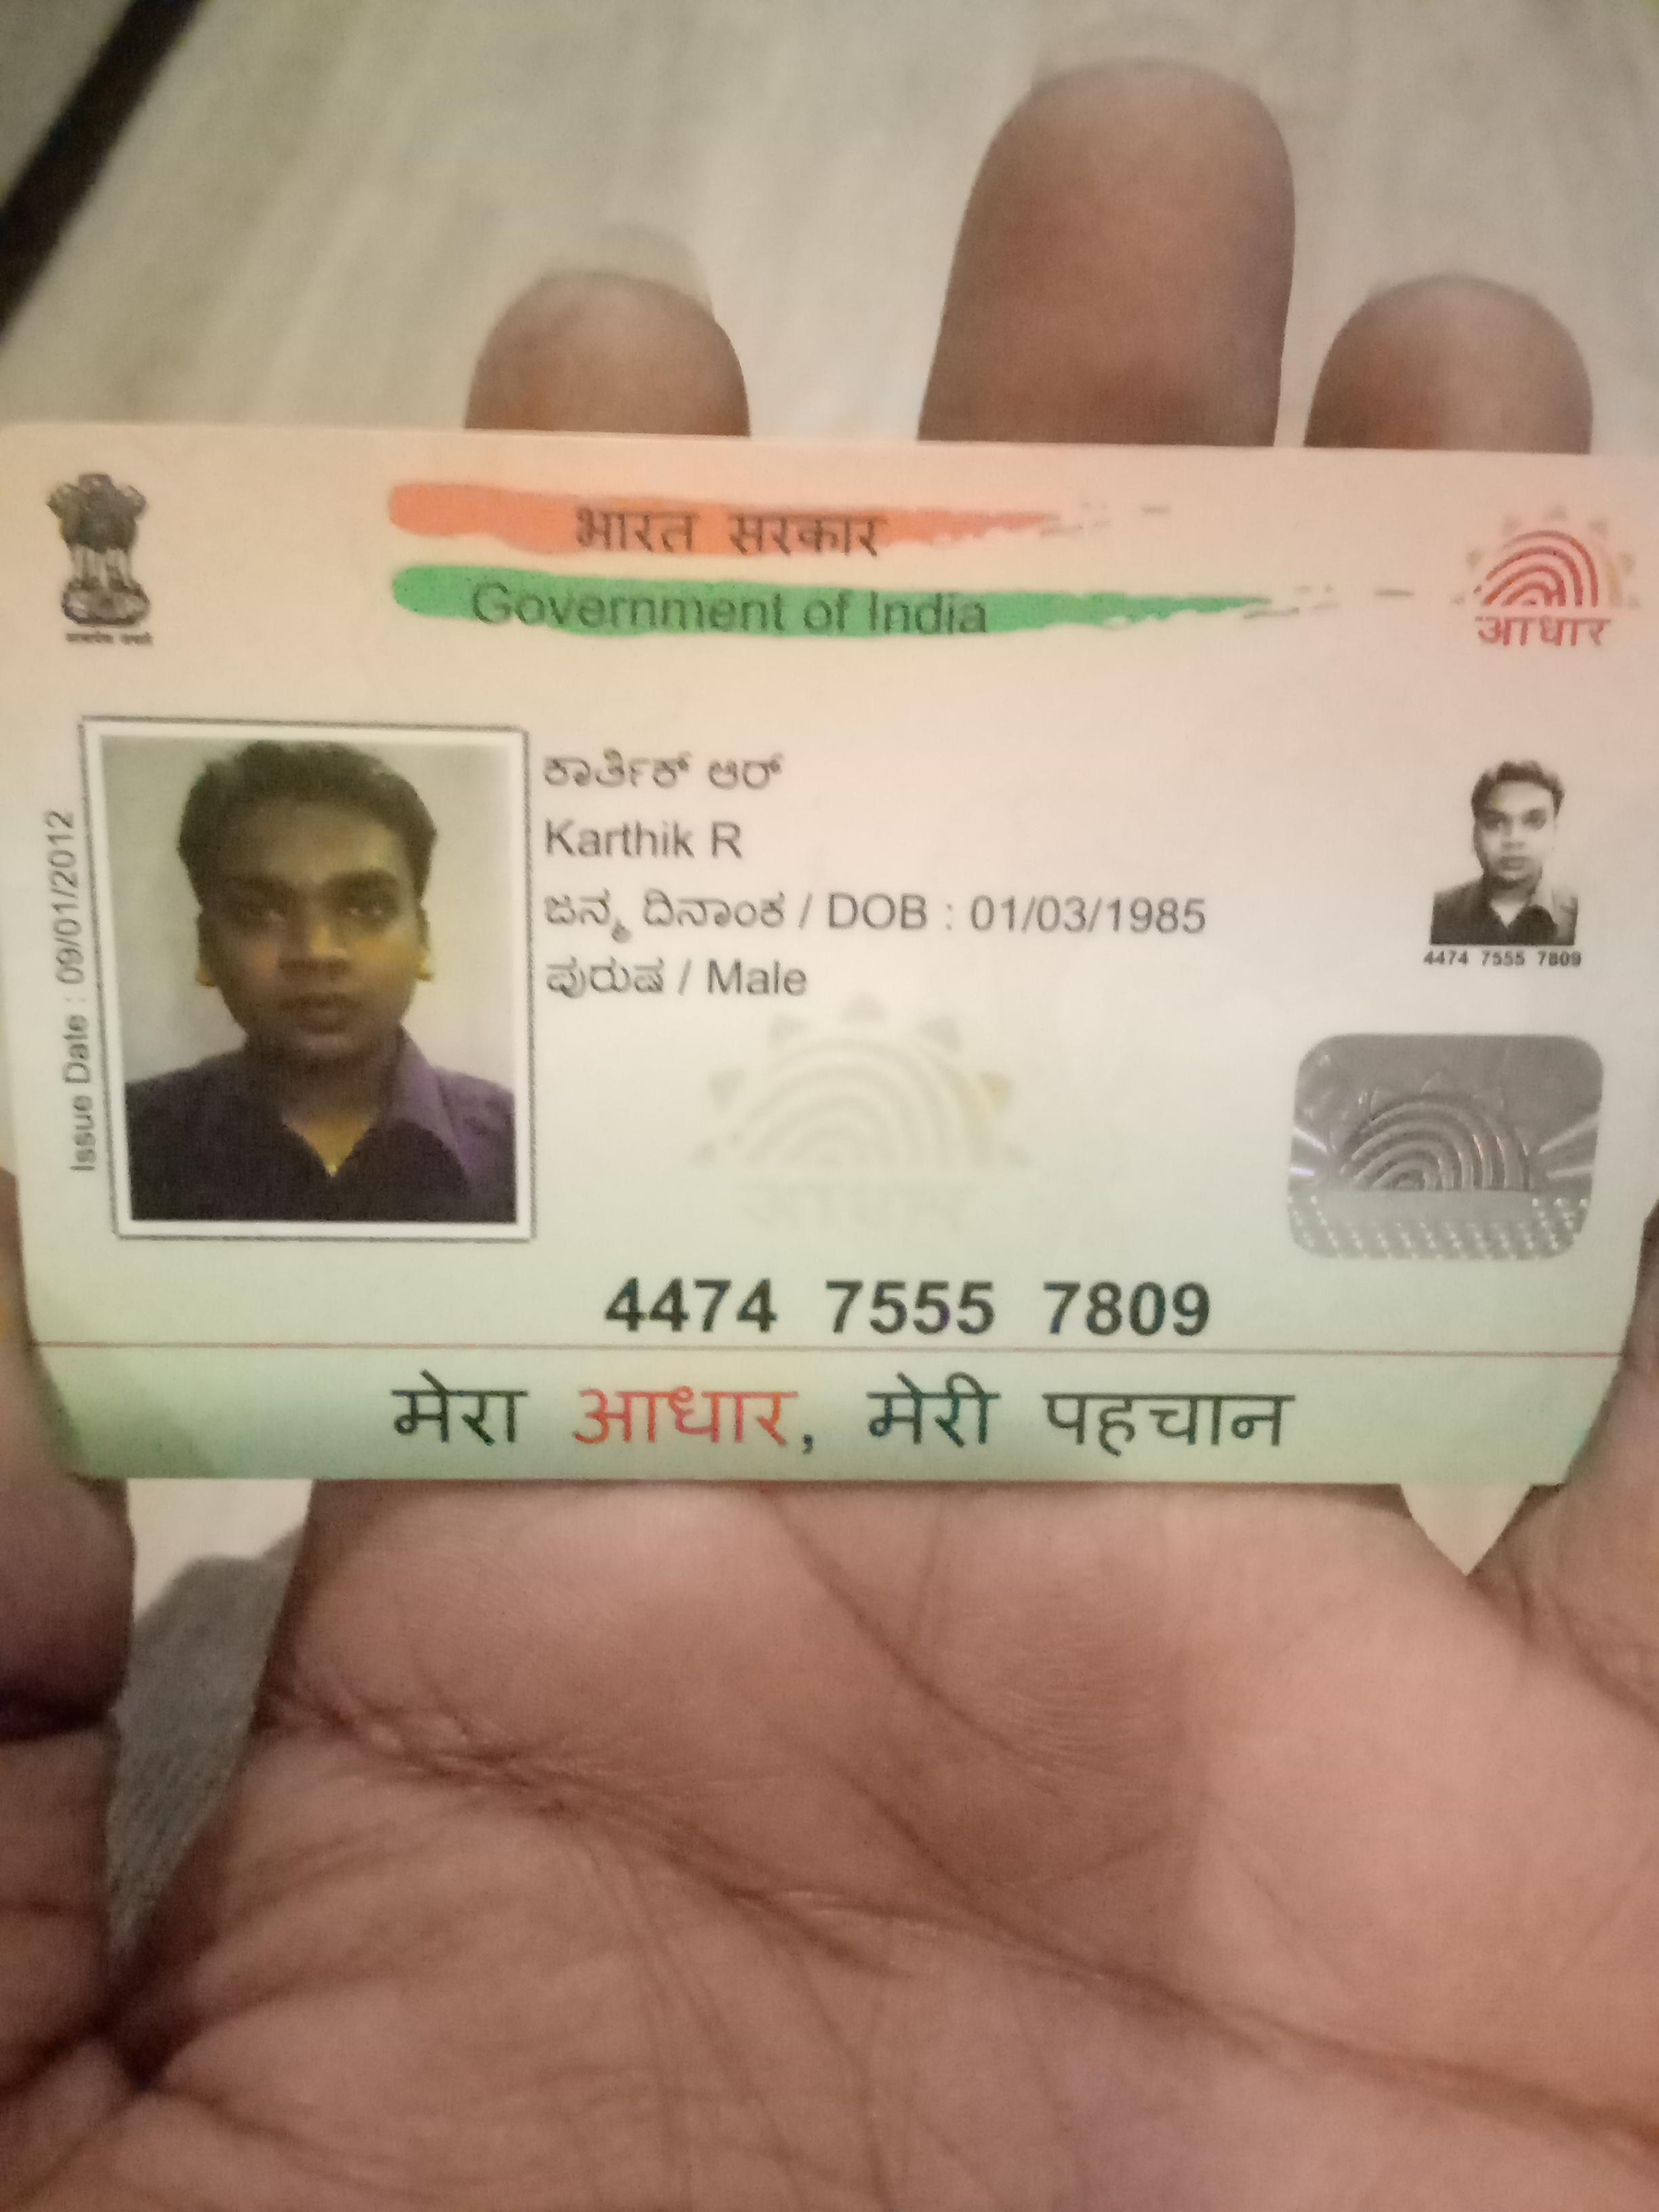 भारत सरकार
Government of India
आधार
Issue Date : 09/01/2012
ಕಾರ್ತಿಕ್ ಆರ್
Karthik R
ಜನ್ಮ ದಿನಾಂಕ / DOB : 01/03/1985
ಪುರುಷ / Male
4474 7555 7809
आधार
4474 7555 7809
मेरा आधार, मेरी पहचान